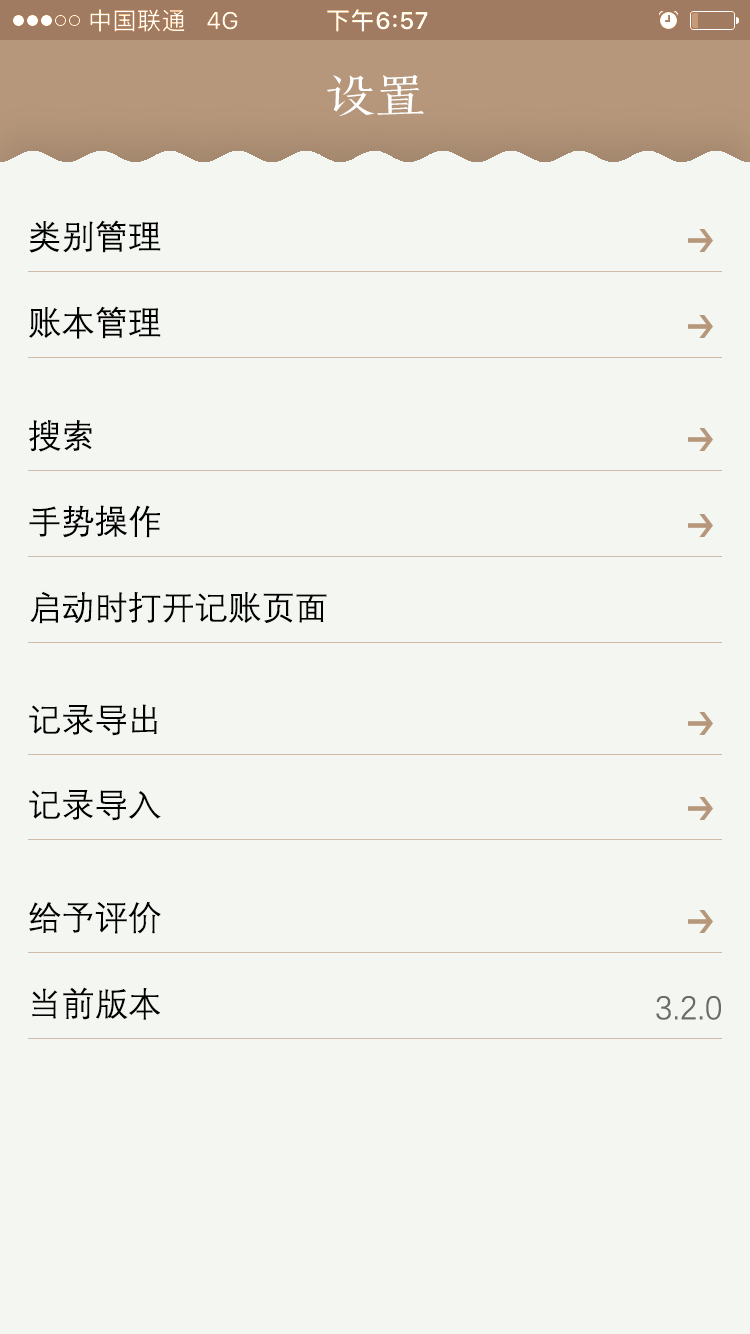 中国联通 4G 下午6:57
设置
类别管理
账本管理
搜索
手势操作
启动时打开记账页面
记录导出
记录导入
给予评价
当前版本 3.2.0